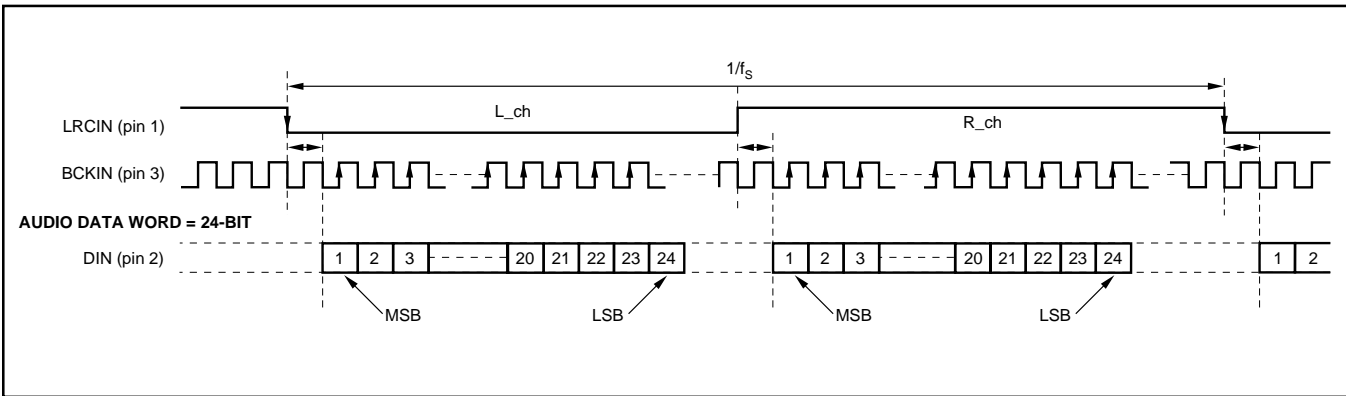 1/fS
L_ch
R_ch
LRCIN (pin 1)
BCKIN (pin 3)
AUDIO DATA WORD = 24-BIT
DIN (pin 2)
1 2 3 20 21 22 23 24 1 2 3 20 21 22 23 24 1 2
MSB LSB MSB LSB